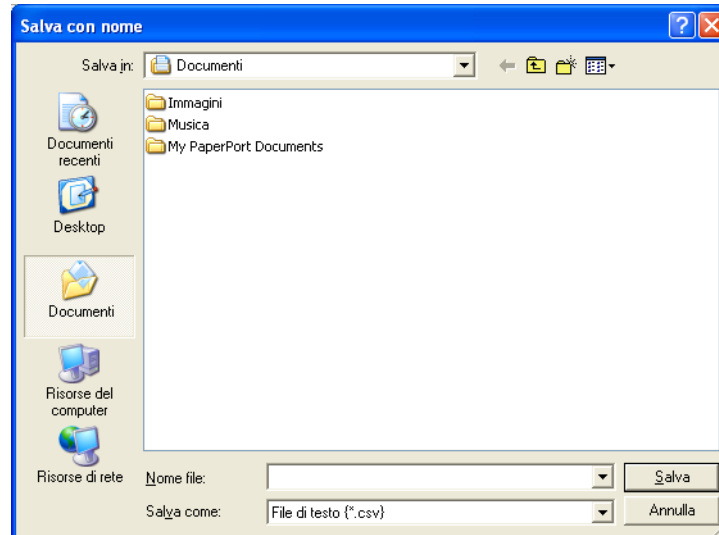 Salva con nome
Salva in:
Documenti
Immagini
Musica
My PaperPort Documents
Documenti
recenti
Desktop
Documenti
Risorse del
computer
Risorse di rete
Nome file:
Salva
Salva come:
File di testo {*.csv}
Annulla